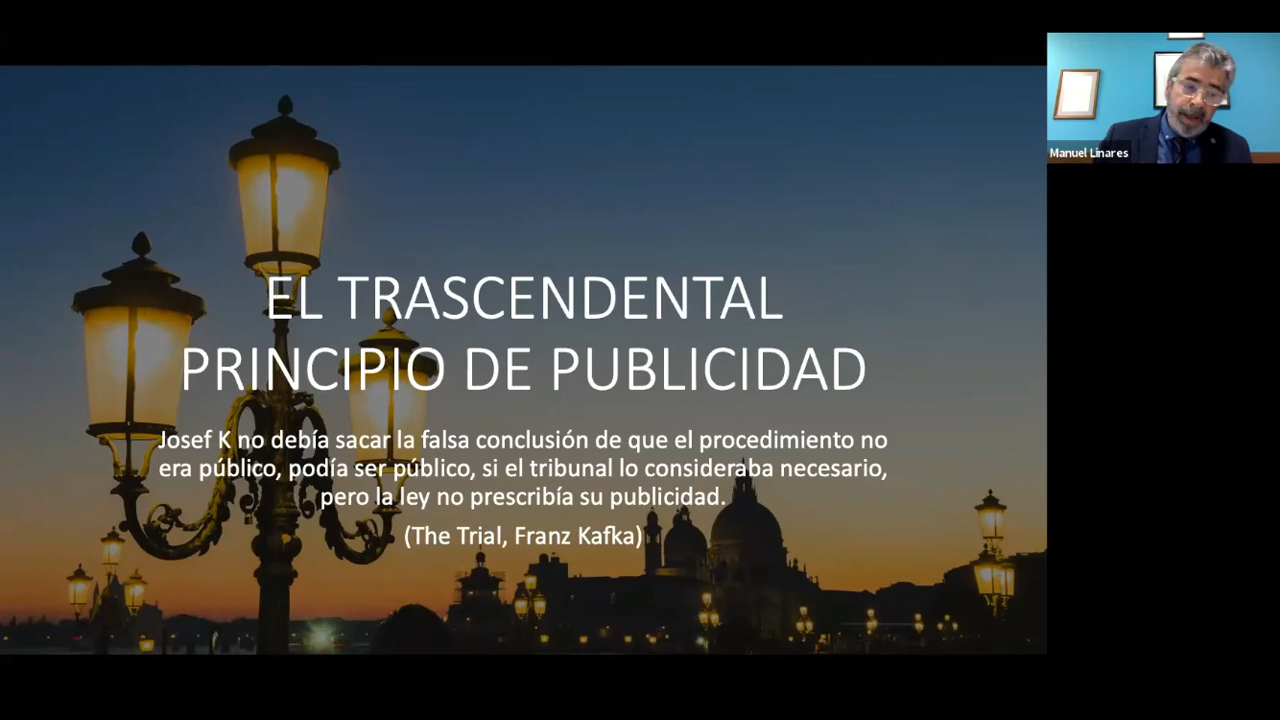 EL TRASCENDENTAL
PRINCIPIO DE PUBLICIDAD
Josef K no debía sacar la falsa conclusión de que el procedimiento no
era público, podía ser público, si el tribunal lo consideraba necesario,
pero la ley no prescribía su publicidad.
(The Trial, Franz Kafka)
Manuel Linares